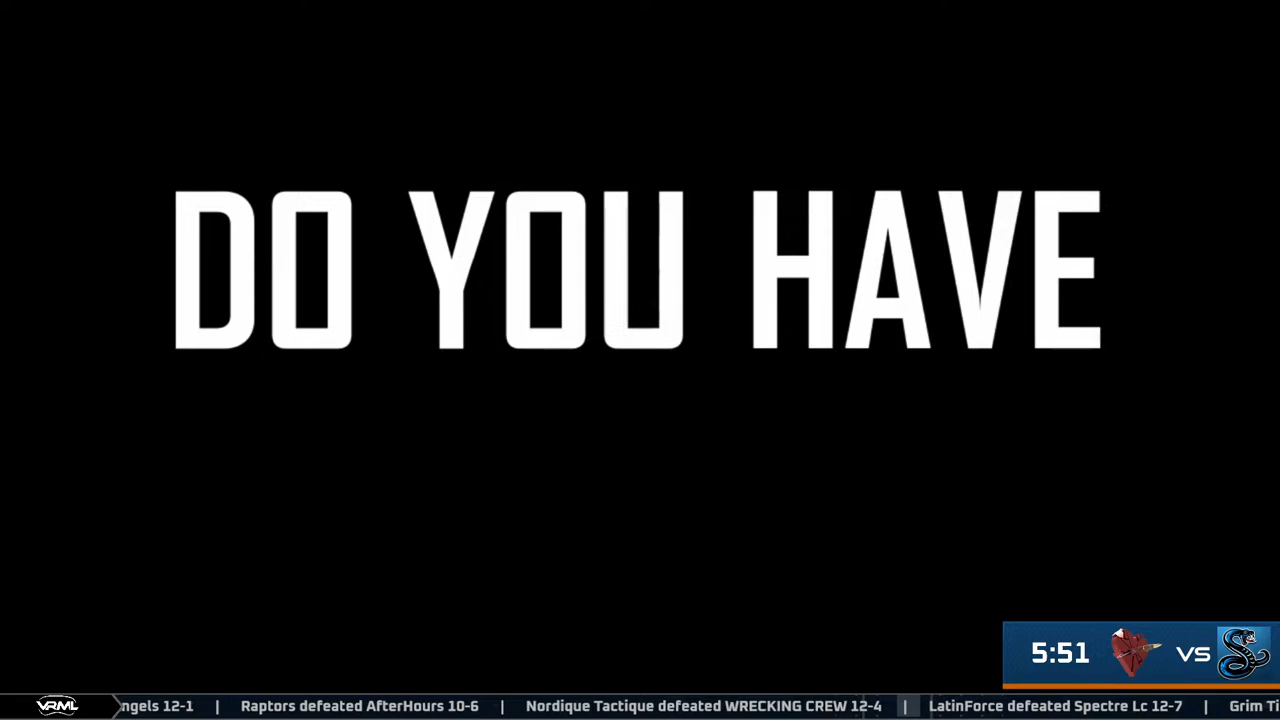 DO YOU HAVE
5:51 VS
VRML ngels 12-1 | Raptors defeated AfterHours 10-6 | Nordique Tactique defeated WRECKING CREW 12-4 | LatinForce defeated Spectre Lc 12-7 | Grim Ti